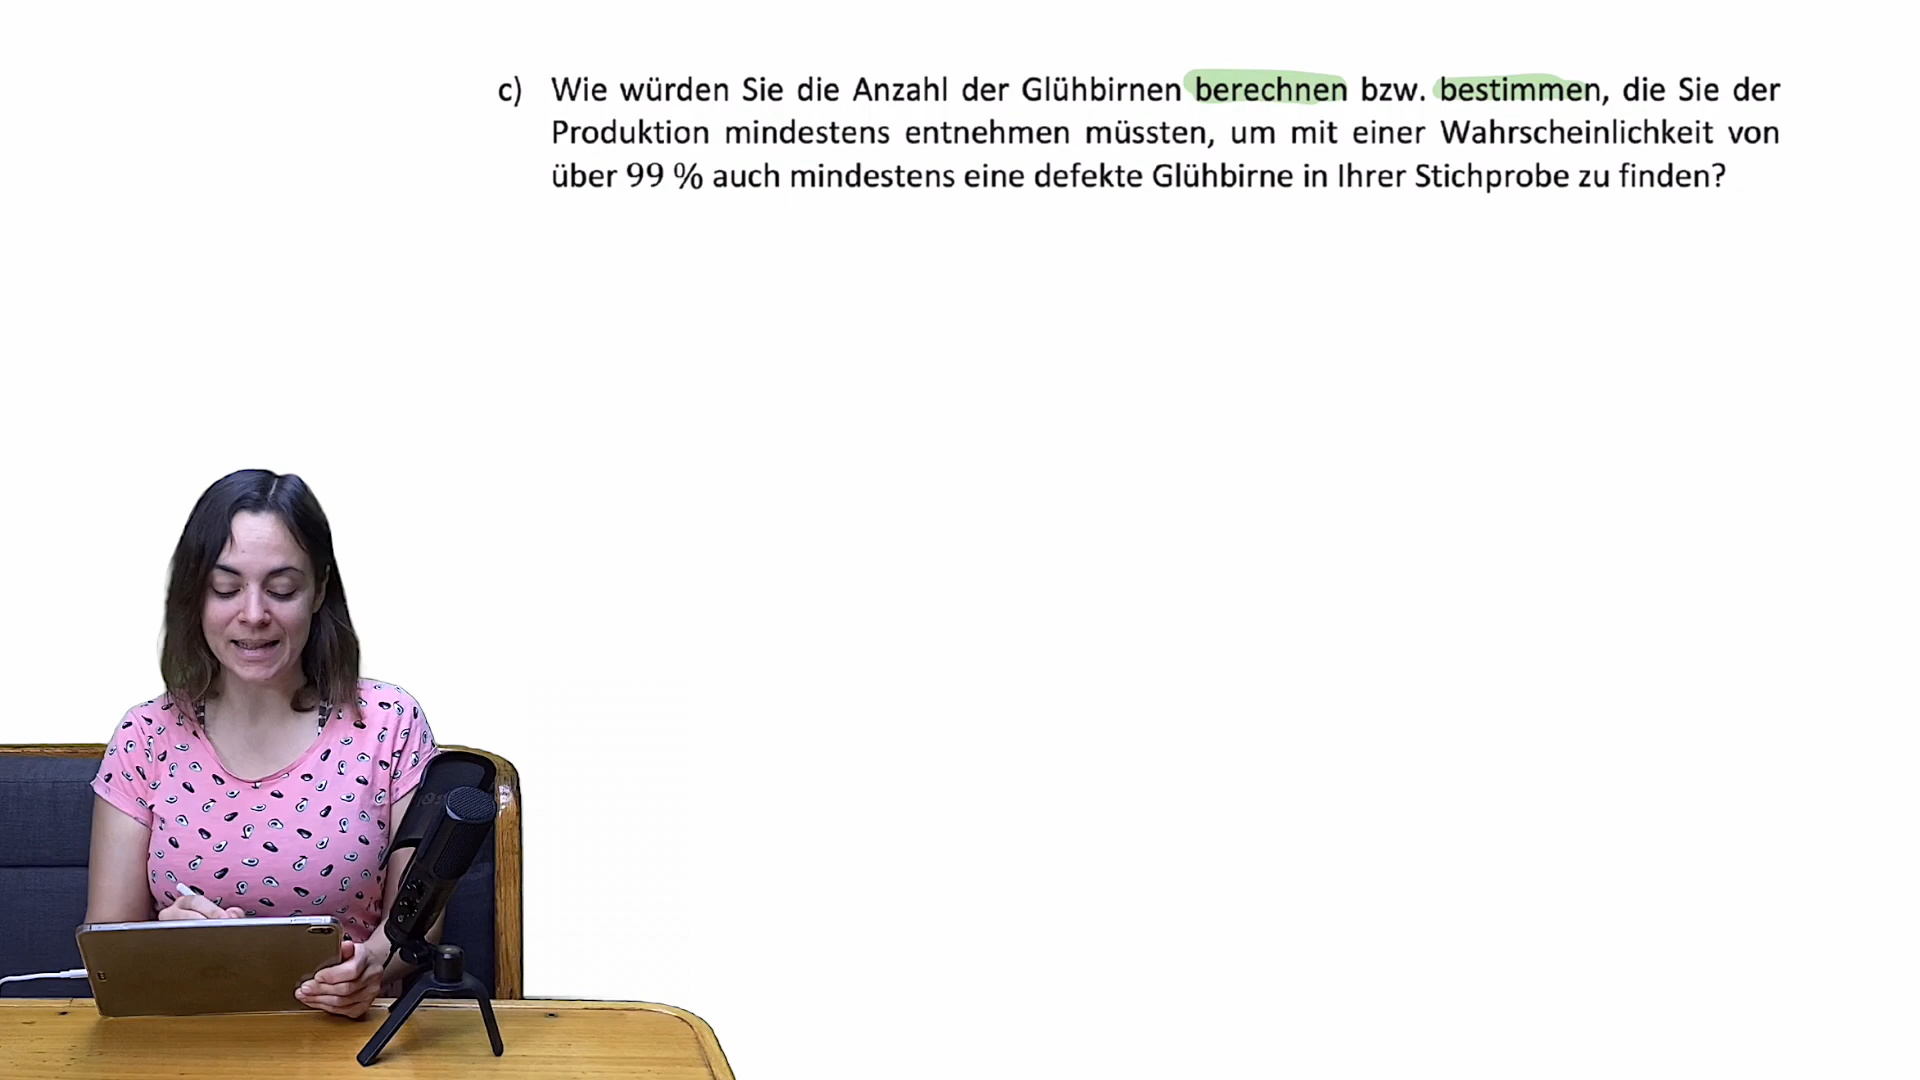 c) Wie würden Sie die Anzahl der Glühbirnen berechnen bzw. bestimmen, die Sie der
Produktion mindestens entnehmen müssten, um mit einer Wahrscheinlichkeit von
über 99 % auch mindestens eine defekte Glühbirne in Ihrer Stichprobe zu finden?